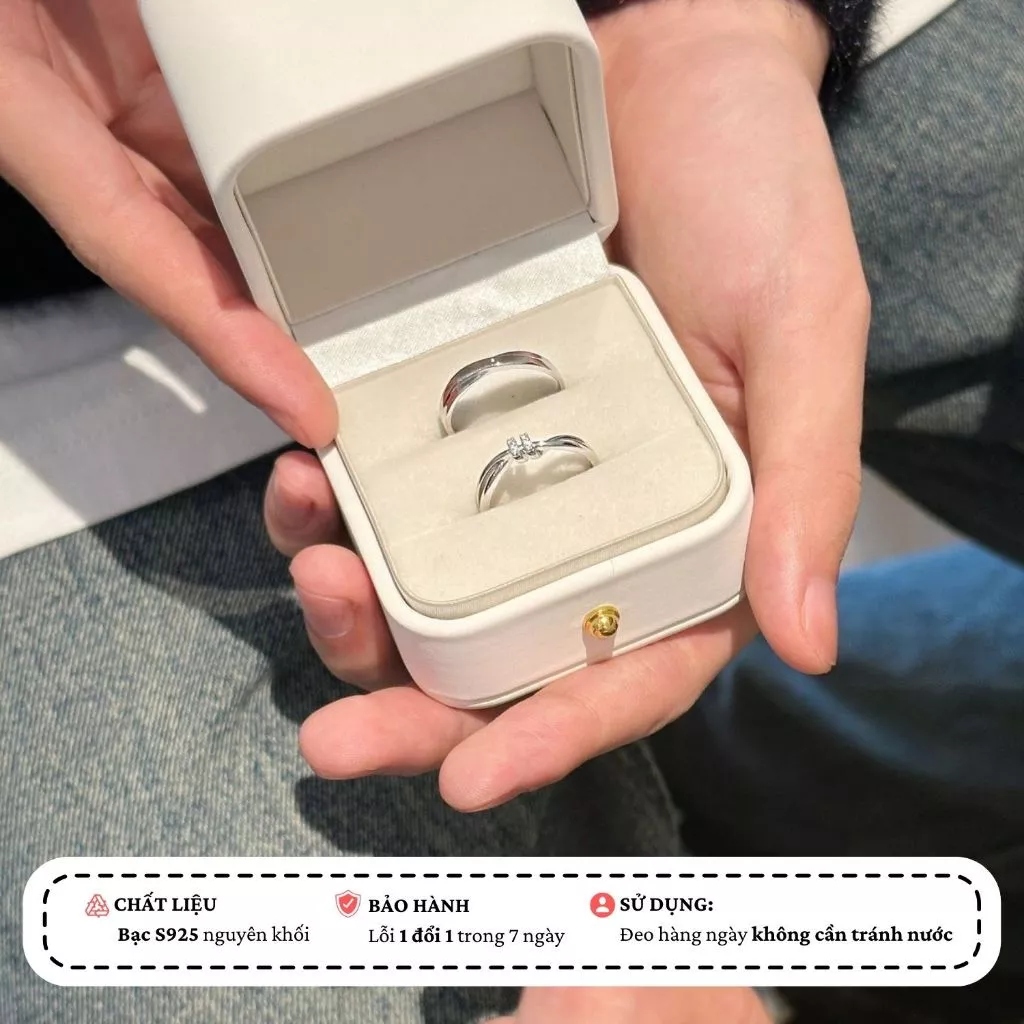 CHẤT LIỆU
Bạc S925 nguyên khối
BẢO HÀNH
Lỗi 1 đổi 1 trong 7 ngày
SỬ DỤNG:
Đeo hàng ngày không cần tránh nước